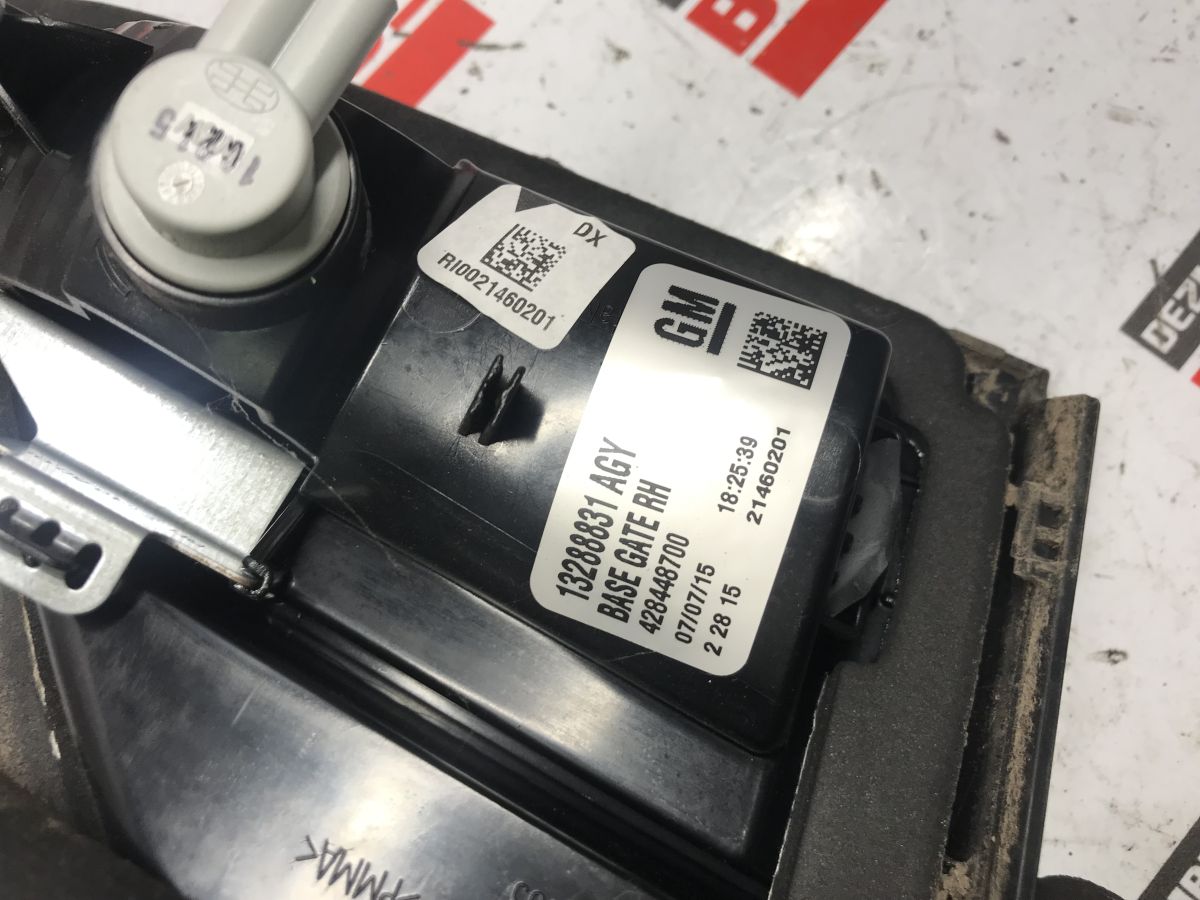 DX
RI0021460201
GM
13288831 AGY
BASE GATE RH
428448700
07/07/15
18:25:39
2 28 15
21460201
>PMMA<